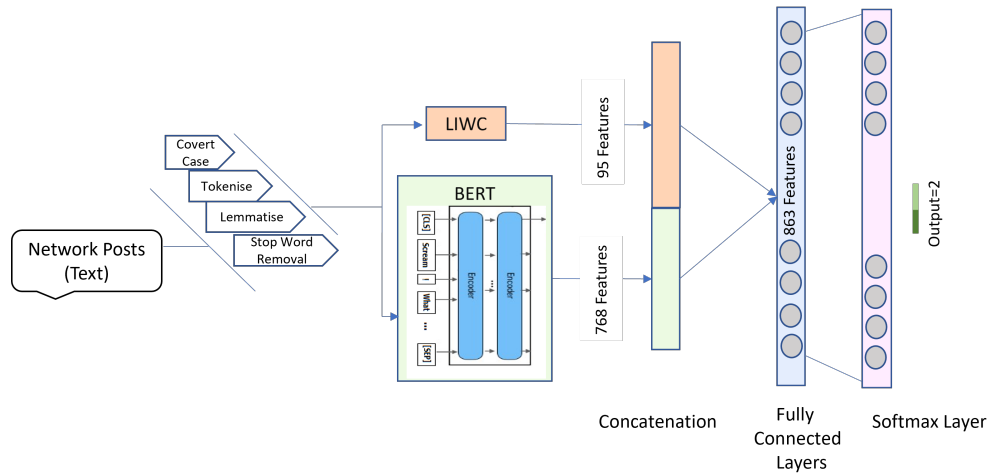 Covert
Case
Tokenise
Lemmatise
Stop Word
Removal
Network Posts
(Text)
LIWC
BERT
[CLS]
Scream
!
What
...
[SEP]
Encoder
...
...
Encoder
95 Features
768 Features
863 Features
Output=2
Concatenation
Fully
Connected
Layers
Softmax Layer